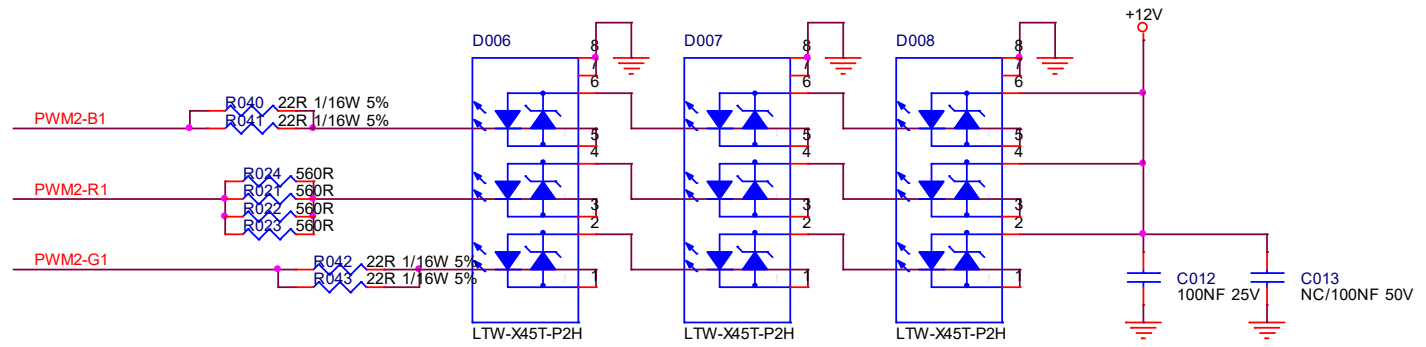 +12V
D006
D007
D008
8
7
6
8
7
6
8
7
6
R040 22R 1/16W 5%
PWM2-B1
R041 22R 1/16W 5%
5
4
5
4
5
4
R024 560R
PWM2-R1
R021 560R
R022 560R
R023 560R
3
2
3
2
3
2
PWM2-G1
R042 22R 1/16W 5%
R043 22R 1/16W 5%
1
1
1
C012
100NF 25V
C013
NC/100NF 50V
LTW-X45T-P2H
LTW-X45T-P2H
LTW-X45T-P2H